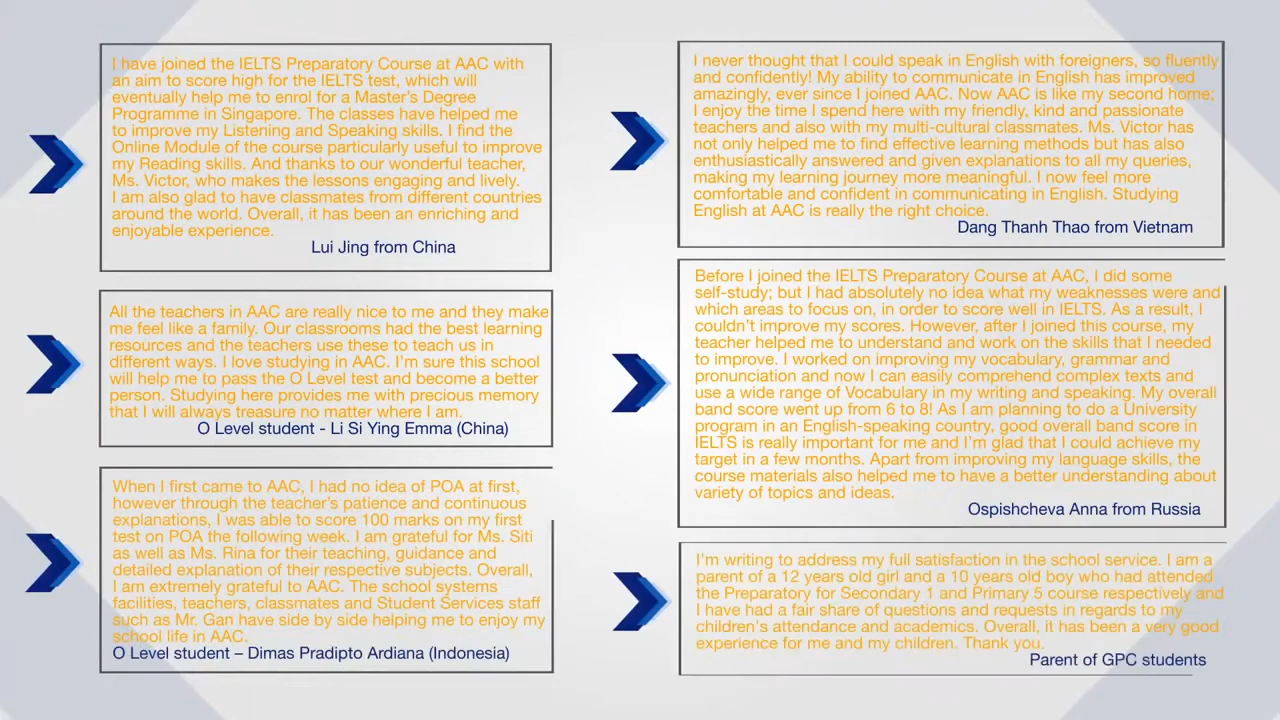 I have joined the IELTS Preparatory Course at AAC with
an aim to score high for the IELTS test, which will
eventually help me to enrol for a Master's Degree
Programme in Singapore. The classes have helped me
to improve my Listening and Speaking skills. I find the
Online Module of the course particularly useful to improve
my Reading skills. And thanks to our wonderful teacher,
Ms. Victor, who makes the lessons engaging and lively.
I am also glad to have classmates from different countries
around the world. Overall, it has been an enriching and
enjoyable experience.
Lui Jing from China
All the teachers in AAC are really nice to me and they make
me feel like a family. Our classrooms had the best learning
resources and the teachers use these to teach us in
different ways. I love studying in AAC. I'm sure this school
will help me to pass the O Level test and become a better
person. Studying here provides me with precious memory
that I will always treasure no matter where I am.
O Level student - Li Si Ying Emma (China)
When I first came to AAC, I had no idea of POA at first,
however through the teacher's patience and continuous
explanations, I was able to score 100 marks on my first
test on POA the following week. I am grateful for Ms. Siti
as well as Ms. Rina for their teaching, guidance and
detailed explanation of their respective subjects. Overall,
I am extremely grateful to AAC. The school systems
facilities, teachers, classmates and Student Services staff
such as Mr. Gan have side by side helping me to enjoy my
school life in AAC.
O Level student – Dimas Pradipto Ardiana (Indonesia)
I never thought that I could speak in English with foreigners, so fluently
and confidently! My ability to communicate in English has improved
amazingly, ever since I joined AAC. Now AAC is like my second home;
I enjoy the time I spend here with my friendly, kind and passionate
teachers and also with my multi-cultural classmates. Ms. Victor has
not only helped me to find effective learning methods but has also
enthusiastically answered and given explanations to all my queries,
making my learning journey more meaningful. I now feel more
comfortable and confident in communicating in English. Studying
English at AAC is really the right choice.
Dang Thanh Thao from Vietnam
Before I joined the IELTS Preparatory Course at AAC, I did some
self-study; but I had absolutely no idea what my weaknesses were and
which areas to focus on, in order to score well in IELTS. As a result, I
couldn't improve my scores. However, after I joined this course, my
teacher helped me to understand and work on the skills that I needed
to improve. I worked on improving my vocabulary, grammar and
pronunciation and now I can easily comprehend complex texts and
use a wide range of Vocabulary in my writing and speaking. My overall
band score went up from 6 to 8! As I am planning to do a University
program in an English-speaking country, good overall band score in
IELTS is really important for me and I'm glad that I could achieve my
target in a few months. Apart from improving my language skills, the
course materials also helped me to have a better understanding about
variety of topics and ideas.
Ospishcheva Anna from Russia
I'm writing to address my full satisfaction in the school service. I am a
parent of a 12 years old girl and a 10 years old boy who had attended
the Preparatory for Secondary 1 and Primary 5 course respectively and
I have had a fair share of questions and requests in regards to my
children's attendance and academics. Overall, it has been a very good
experience for me and my children. Thank you.
Parent of GPC students